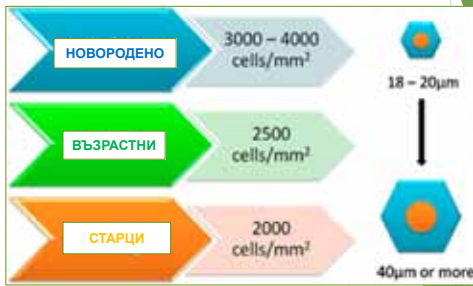 НОВОРОДЕНО
3000 – 4000
cells/mm²
18 – 20µm
ВЪЗРАСТНИ
2500
cells/mm²
СТАРЦИ
2000
cells/mm²
40µm or more